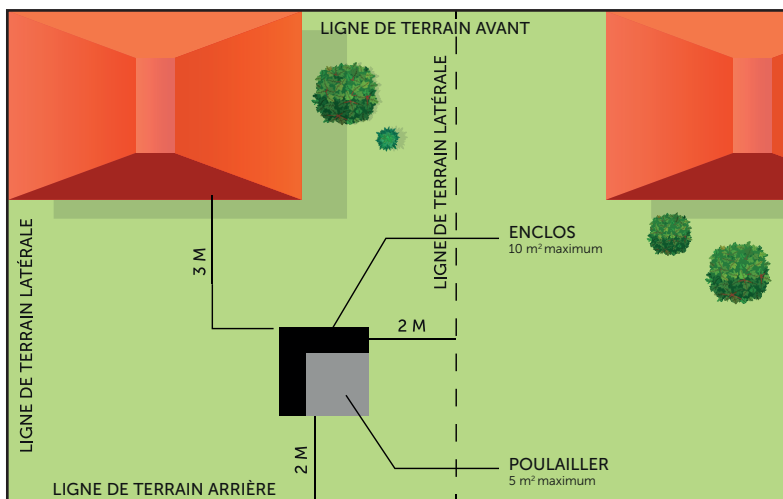 LIGNE DE TERRAIN AVANT
LIGNE DE TERRAIN LATÉRALE
LIGNE DE TERRAIN LATÉRALE
3 M
ENCLOS
10 m² maximum
2 M
2 M
POULAILLER
5 m² maximum
LIGNE DE TERRAIN ARRIÈRE